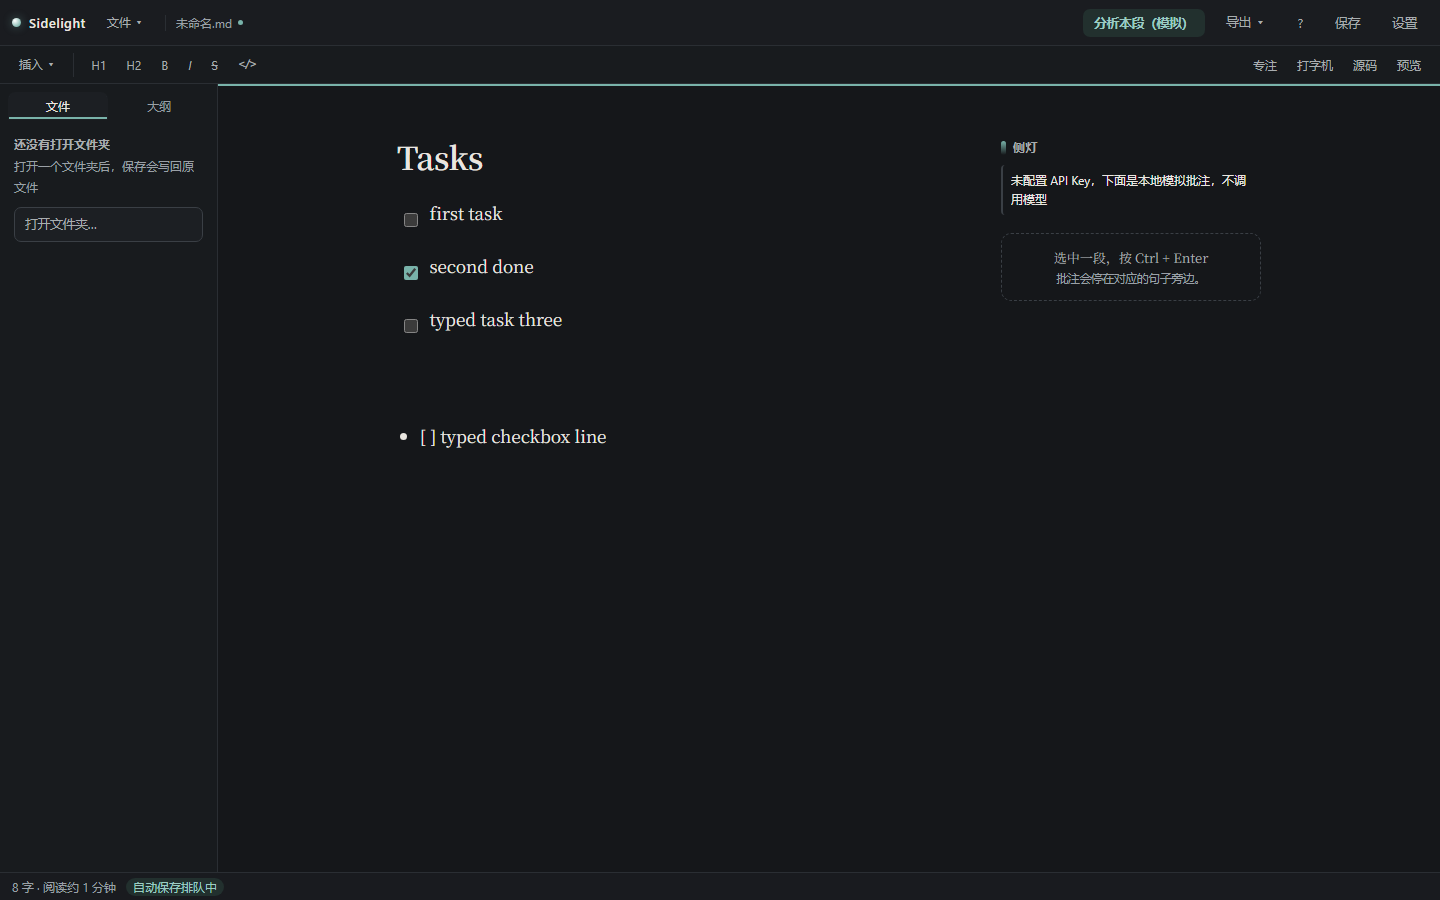 Sidelight 文件 未命名.md 分析本段（模拟） 导出 ? 保存 设置
插入 H1 H2 B I S </> 专注 打字机 源码 预览
文件 大纲
还没有打开文件夹
打开一个文件夹后，保存会写回原
文件
打开文件夹...
Tasks
first task
second done
typed task three
[ ] typed checkbox line
侧灯
未配置 API Key，下面是本地模拟批注，不调
用模型
选中一段，按 Ctrl + Enter
批注会停在对应的句子旁边。
8 字 · 阅读约 1 分钟 自动保存排队中